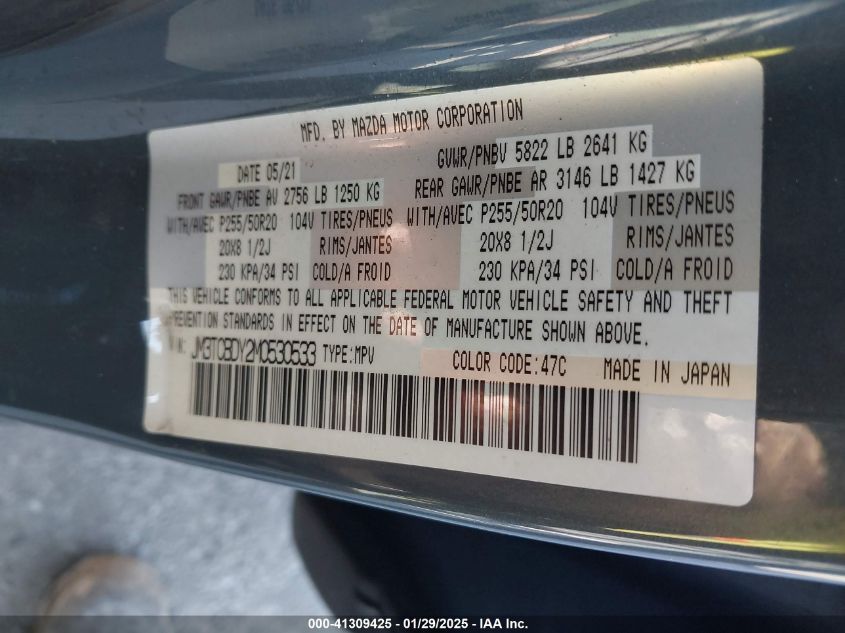 MFD. BY MAZDA MOTOR CORPORATION
DATE 05/21 GVWR/PNBV 5822 LB 2641 KG
FRONT GAWR/PNBE AV 2756 LB 1250 KG REAR GAWR/PNBE AR 3146 LB 1427 KG
WITH/AVEC P255/50R20 104V TIRES/PNEUS WITH/AVEC P255/50R20 104V TIRES/PNEUS
20X8 1/2J RIMS/JANTES 20X8 1/2J RIMS/JANTES
230 KPA/34 PSI COLD/A FROID 230 KPA/34 PSI COLD/A FROID
THIS VEHICLE CONFORMS TO ALL APPLICABLE FEDERAL MOTOR VEHICLE SAFETY AND THEFT
PREVENTION STANDARDS IN EFFECT ON THE DATE OF MANUFACTURE SHOWN ABOVE.
JM3TCBDY2M0530533 TYPE:MPV COLOR CODE:47C MADE IN JAPAN
000-41309425 - 01/29/2025 - IAA Inc.